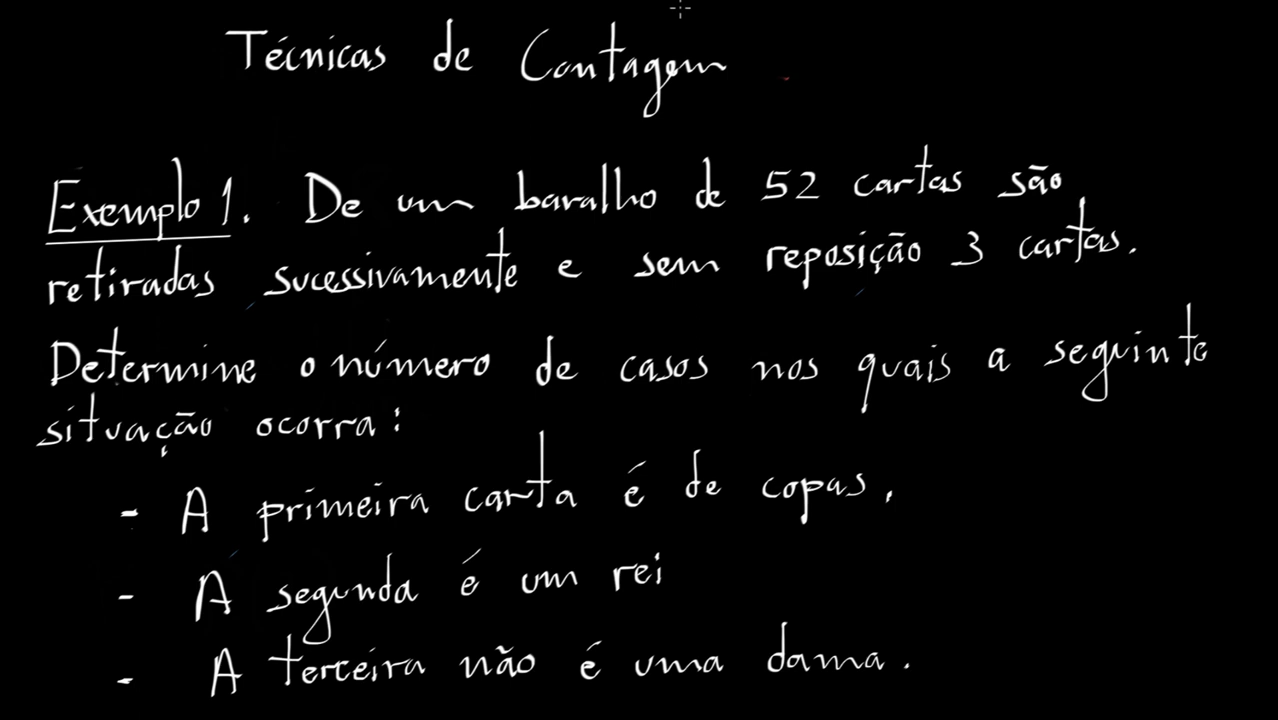 Técnicas de Contagem
Exemplo 1. De um baralho de 52 cartas são
retiradas sucessivamente e sem reposição 3 cartas.
Determine o número de casos nos quais a seguinte
situação ocorra:
- A primeira carta é de copas.
- A segunda é um rei
- A terceira não é uma dama.